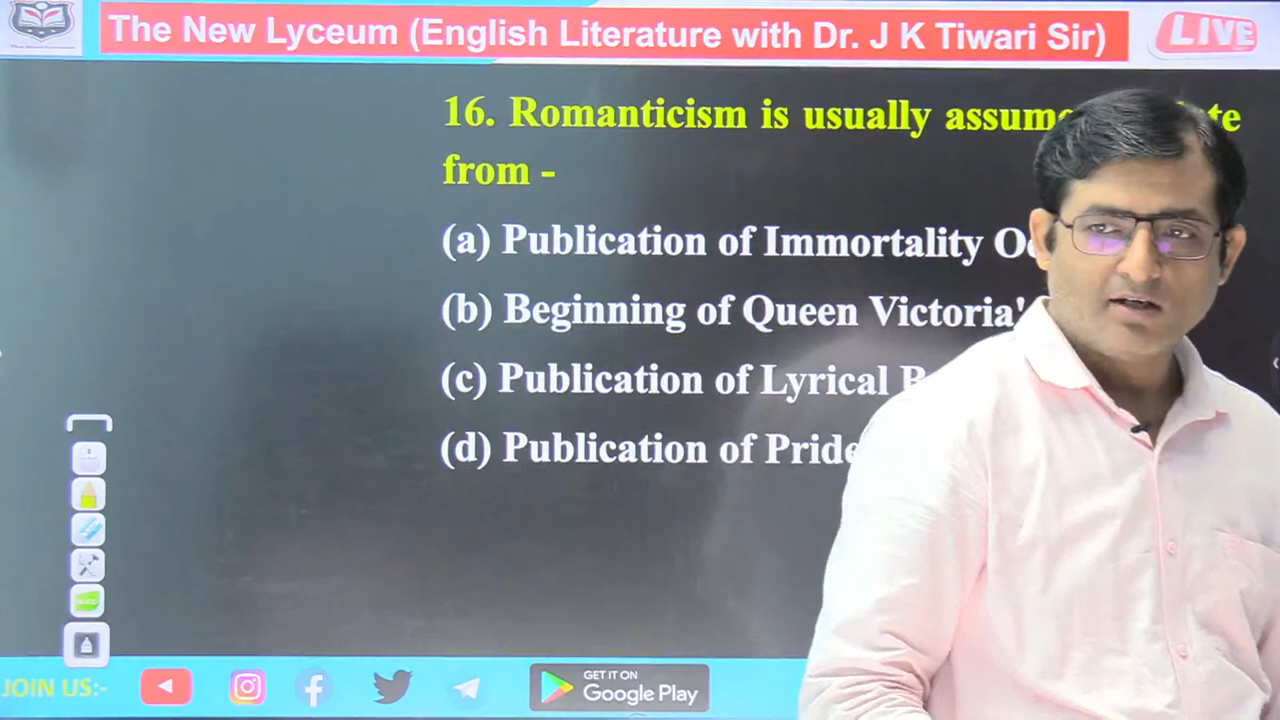 The New Lyceum (English Literature with Dr. J K Tiwari Sir)
LIVE
16. Romanticism is usually
from -
(a) Publication of Immortality
(b) Beginning of Queen Victoria'
(c) Publication of Lyrical
(d) Publication of Pride
JOIN US:-
GET IT ON
Google Play